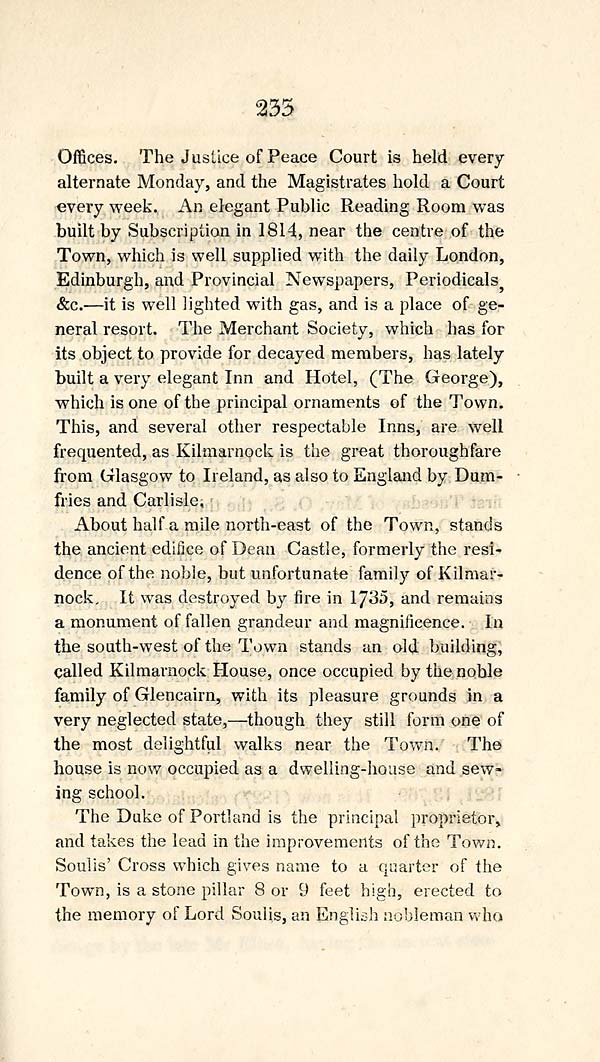 233
Offices. The Justice of Peace Court is held every
alternate Monday, and the Magistrates hold a Court
every week. An elegant Public Reading Room was
built by Subscription in 1814, near the centre of the
Town, which is well supplied with the daily London,
Edinburgh, and Provincial Newspapers, Periodicals,
&c.—it is well lighted with gas, and is a place of ge-
neral resort. The Merchant Society, which has for
its object to provide for decayed members, has lately
built a very elegant Inn and Hotel, (The George),
which is one of the principal ornaments of the Town.
This, and several other respectable Inns, are well
frequented, as Kilmarnock is the great thoroughfare
from Glasgow to Ireland, as also to England by Dum-
fries and Carlisle.
About half a mile north-east of the Town, stands
the ancient edifice of Dean Castle, formerly the resi-
dence of the noble, but unfortunate family of Kilmar-
nock. It was destroyed by fire in 1735, and remains
a monument of fallen grandeur and magnificence. In
the south-west of the Town stands an old building,
called Kilmarnock House, once occupied by the noble
family of Glencairn, with its pleasure grounds in a
very neglected state,—though they still form one of
the most delightful walks near the Town. The
house is now occupied as a dwelling-house and sew-
ing school.
The Duke of Portland is the principal proprietor,
and takes the lead in the improvements of the Town.
Soulis' Cross which gives name to a quarter of the
Town, is a stone pillar 8 or 9 feet high, erected to
the memory of Lord Soulis, an English nobleman who